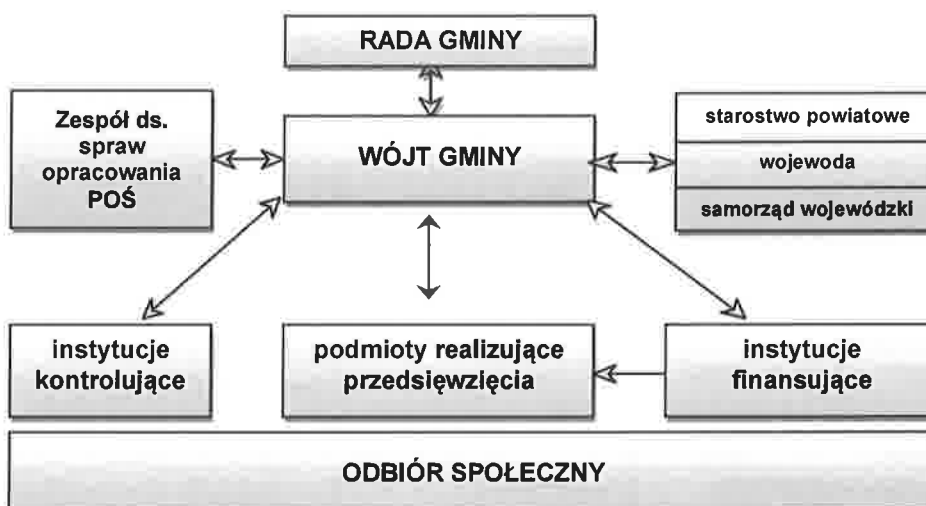 RADA GMINY
Zespół ds.
spraw
opracowania
POŚ
WÓJT GMINY
starostwo powiatowe
wojewoda
samorząd wojewódzki
instytucje
kontrolujące
podmioty realizujące
przedsięwzięcia
instytucje
finansujące
ODBIÓR SPOŁECZNY